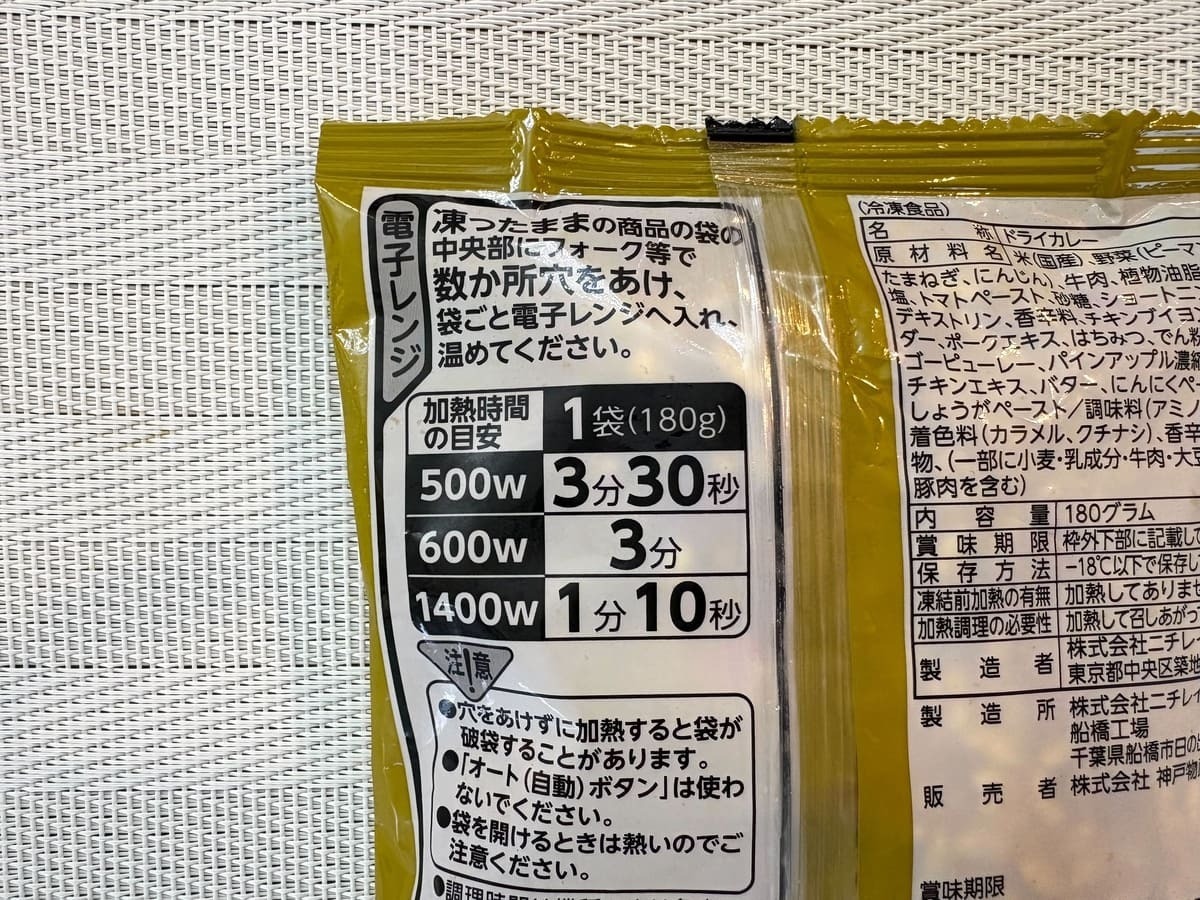 電子レンジ
凍ったままの商品の袋の
中央部にフォーク等で
数か所穴をあけ、
袋ごと電子レンジへ入れ、
温めてください。
加熱時間
の目安
1袋(180g)
500W 3分30秒
600W 3分
1400W 1分10秒
注意
●穴をあけずに加熱すると袋が
破袋することがあります。
●「オート(自動)ボタン」は使わ
ないでください。
●袋を開けるときは熱いのでご
注意ください。
(冷凍食品)
名称 ドライカレー
原材料名 米(国産)、野菜(ピーマ
たまねぎ、にんじん)、牛肉、植物油脂
塩、トマトペースト、砂糖、ショートニ
デキストリン、香辛料、チキンブイヨ
ダー、ポークエキス、はちみつ、でん粉
ゴーピューレー、パインアップル濃縮
チキンエキス、バター、にんにくペ
しょうがペースト/調味料(アミノ
着色料(カラメル、クチナシ)、香辛
物、(一部に小麦・乳成分・牛肉・大豆
豚肉を含む)
内容量 180グラム
賞味期限 枠外下部に記載して
保存方法 -18℃以下で保存し
凍結前加熱の有無 加熱してありま
加熱調理の必要性 加熱して召しあがっ
製造者 株式会社ニチレイ
東京都中央区築地
製造所 株式会社ニチレイ
船橋工場
千葉県船橋市日の出
販売者 株式会社 神戸物
賞味期限